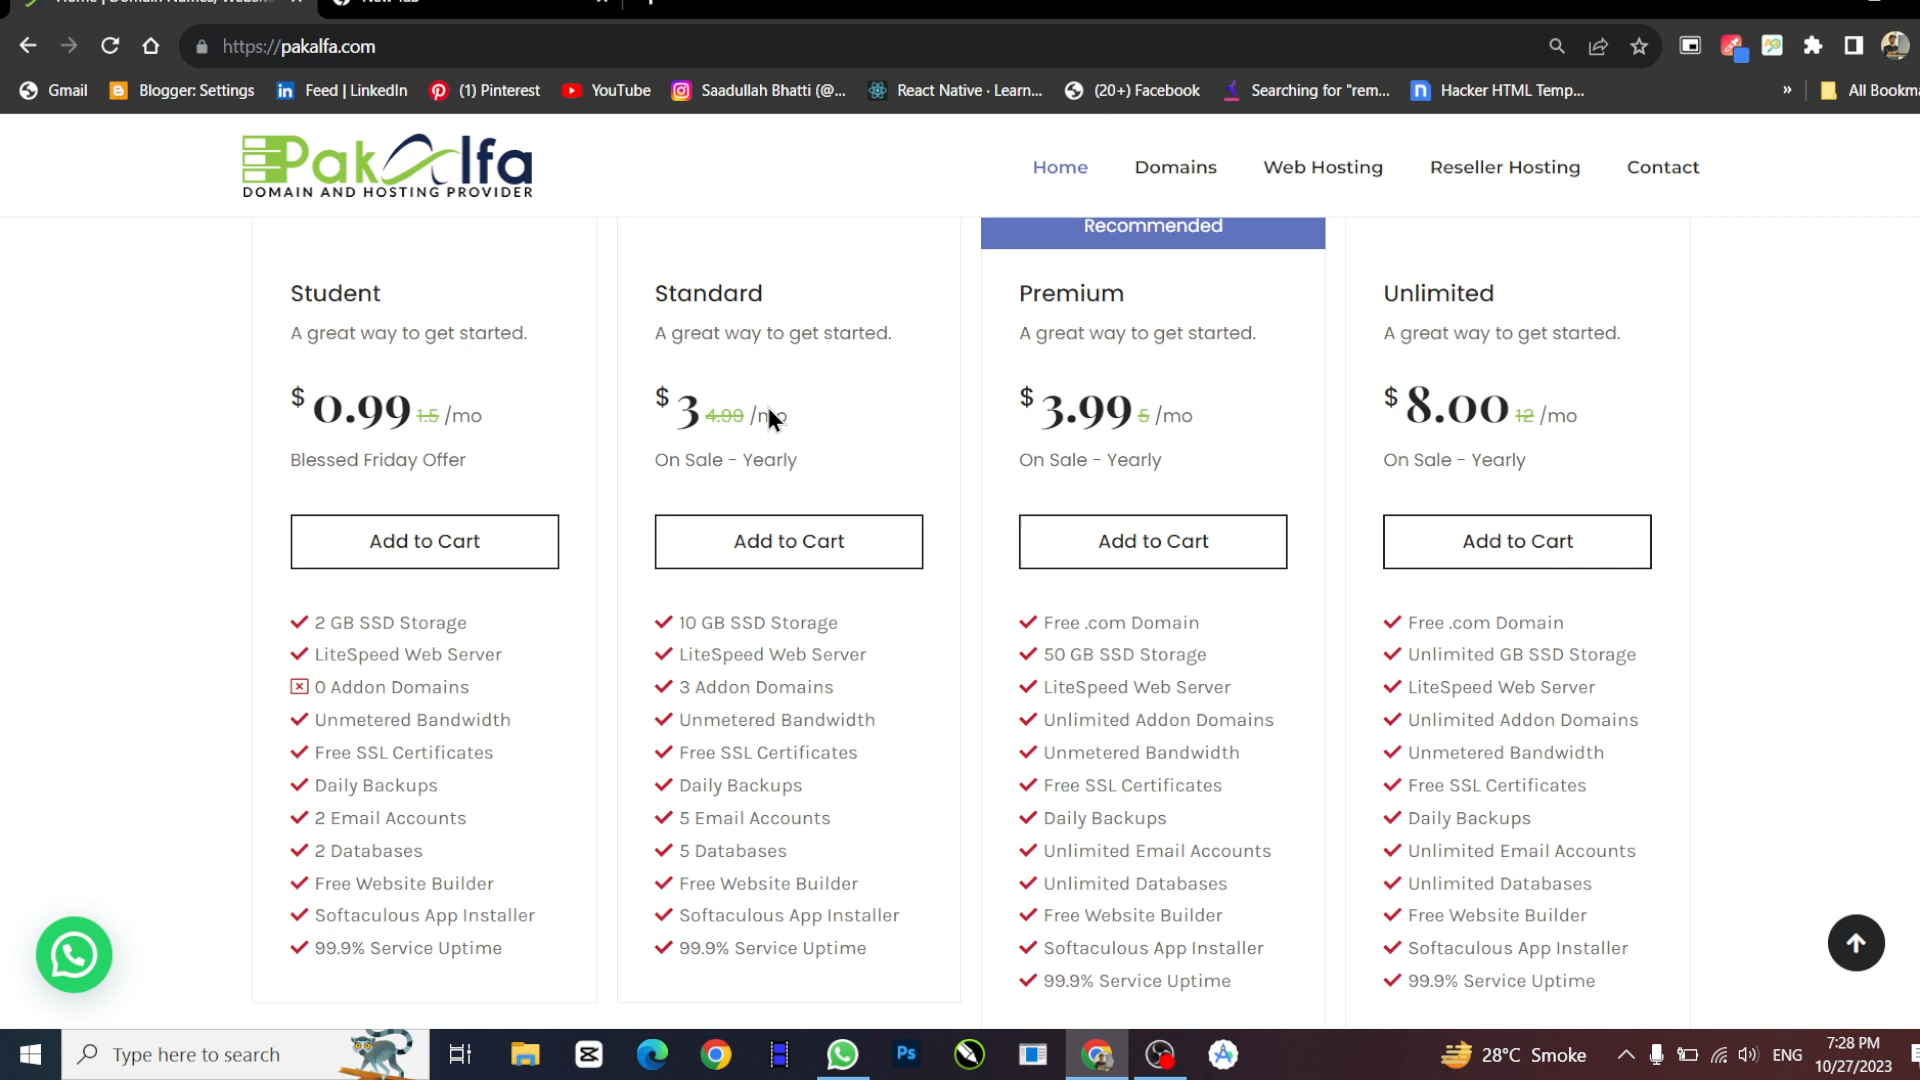 https://pakalfa.com
Gmail Blogger: Settings Feed | LinkedIn (1) Pinterest YouTube Saadullah Bhatti (@... React Native · Learn... (20+) Facebook Searching for "rem... Hacker HTML Temp... » All Bookma
PakAlfa
DOMAIN AND HOSTING PROVIDER
Home Domains Web Hosting Reseller Hosting Contact
Recommended
Student
A great way to get started.
$ 0.99 1.5 /mo
Blessed Friday Offer
Add to Cart
2 GB SSD Storage
LiteSpeed Web Server
0 Addon Domains
Unmetered Bandwidth
Free SSL Certificates
Daily Backups
2 Email Accounts
2 Databases
Free Website Builder
Softaculous App Installer
99.9% Service Uptime
Standard
A great way to get started.
$ 3 4.99 /mo
On Sale - Yearly
Add to Cart
10 GB SSD Storage
LiteSpeed Web Server
3 Addon Domains
Unmetered Bandwidth
Free SSL Certificates
Daily Backups
5 Email Accounts
5 Databases
Free Website Builder
Softaculous App Installer
99.9% Service Uptime
Premium
A great way to get started.
$ 3.99 5 /mo
On Sale - Yearly
Add to Cart
Free .com Domain
50 GB SSD Storage
LiteSpeed Web Server
Unlimited Addon Domains
Unmetered Bandwidth
Free SSL Certificates
Daily Backups
Unlimited Email Accounts
Unlimited Databases
Free Website Builder
Softaculous App Installer
99.9% Service Uptime
Unlimited
A great way to get started.
$ 8.00 12 /mo
On Sale - Yearly
Add to Cart
Free .com Domain
Unlimited GB SSD Storage
LiteSpeed Web Server
Unlimited Addon Domains
Unmetered Bandwidth
Free SSL Certificates
Daily Backups
Unlimited Email Accounts
Unlimited Databases
Free Website Builder
Softaculous App Installer
99.9% Service Uptime
Type here to search
Ps
28°C Smoke
ENG
7:28 PM
10/27/2023